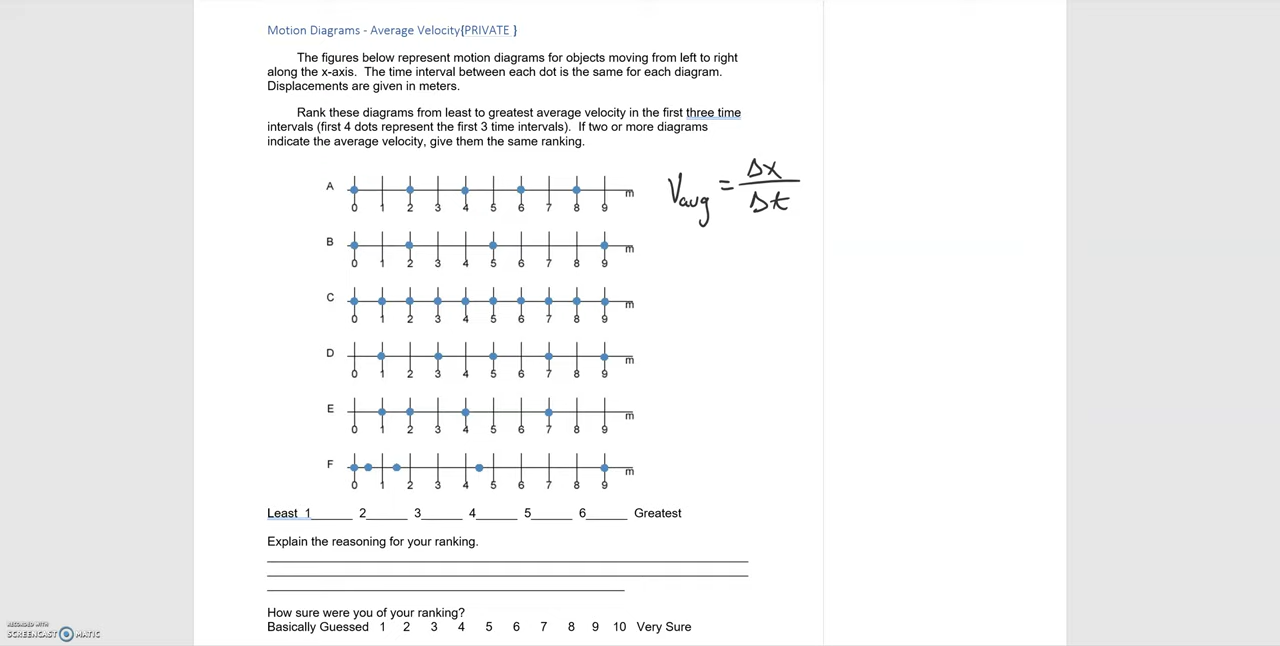 Motion Diagrams - Average Velocity{PRIVATE }
The figures below represent motion diagrams for objects moving from left to right
along the x-axis. The time interval between each dot is the same for each diagram.
Displacements are given in meters.
Rank these diagrams from least to greatest average velocity in the first three time
intervals (first 4 dots represent the first 3 time intervals). If two or more diagrams
indicate the average velocity, give them the same ranking.
Vavg = Δx/Δt
A
m
0 1 2 3 4 5 6 7 8 9
B
m
0 1 2 3 4 5 6 7 8 9
C
m
0 1 2 3 4 5 6 7 8 9
D
m
0 1 2 3 4 5 6 7 8 9
E
m
0 1 2 3 4 5 6 7 8 9
F
m
0 1 2 3 4 5 6 7 8 9
Least 1______ 2______ 3______ 4______ 5______ 6______ Greatest
Explain the reasoning for your ranking.
How sure were you of your ranking?
Basically Guessed 1 2 3 4 5 6 7 8 9 10 Very Sure
RECORDED WITH
SCREENCAST-O-MATIC